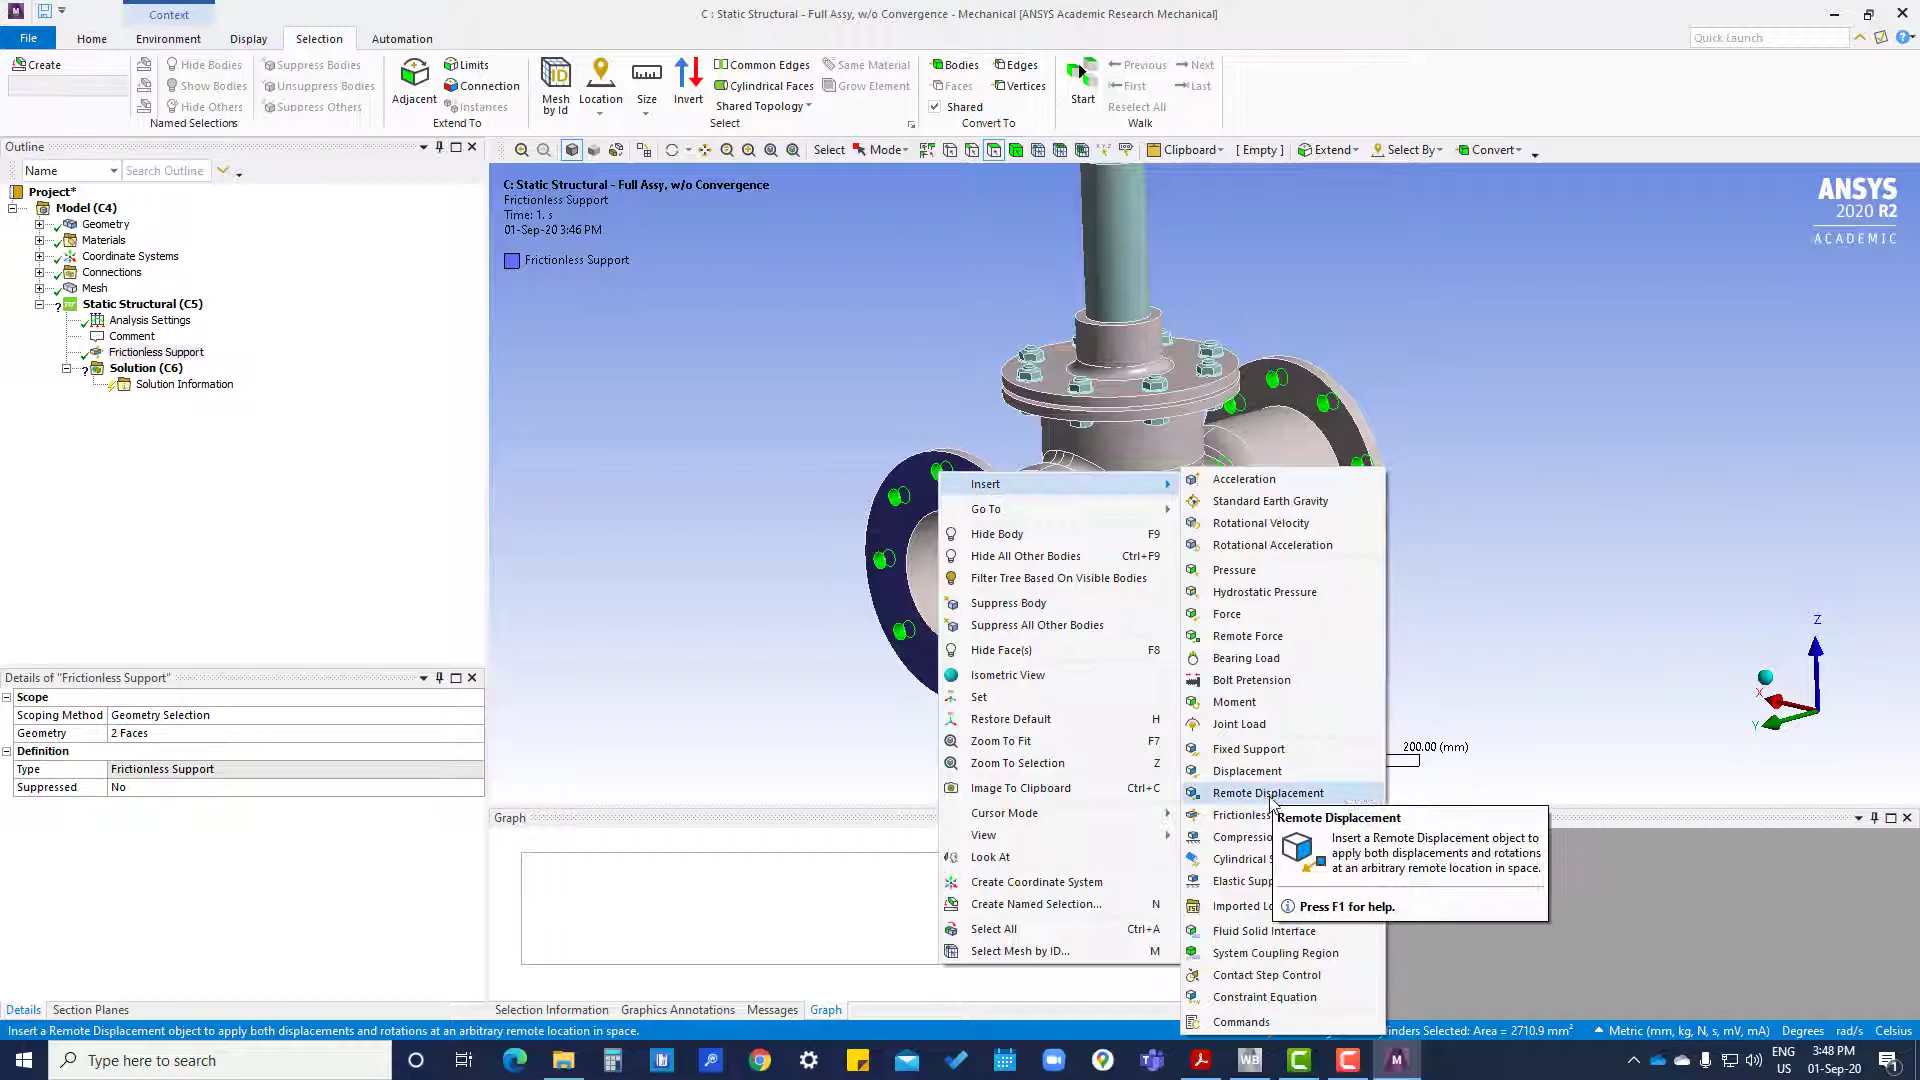 Context
C : Static Structural - Full Assy, w/o Convergence - Mechanical [ANSYS Academic Research Mechanical]
File
Home
Environment
Display
Selection
Automation
Quick Launch
Create
Hide Bodies
Show Bodies
Hide Others
Suppress Bodies
Unsuppress Bodies
Suppress Others
Named Selections
Adjacent
Limits
Connection
Instances
Extend To
Mesh by Id
Location
Size
Invert
Common Edges
Cylindrical Faces
Shared Topology
Same Material
Grow Element
Select
Bodies
Faces
Shared
Edges
Vertices
Convert To
Start
Previous
Next
First
Last
Reselect All
Walk
Outline
Name
Search Outline
Select
Mode
Clipboard
[ Empty ]
Extend
Select By
Convert
Project*
Model (C4)
Geometry
Materials
Coordinate Systems
Connections
Mesh
Static Structural (C5)
Analysis Settings
Comment
Frictionless Support
Solution (C6)
Solution Information
C: Static Structural - Full Assy, w/o Convergence
Frictionless Support
Time: 1. s
01-Sep-20 3:46 PM
Frictionless Support
ANSYS
2020 R2
ACADEMIC
Insert
Go To
Hide Body F9
Hide All Other Bodies Ctrl+F9
Filter Tree Based On Visible Bodies
Suppress Body
Suppress All Other Bodies
Hide Face(s) F8
Isometric View
Set
Restore Default H
Zoom To Fit F7
Zoom To Selection Z
Image To Clipboard Ctrl+C
Cursor Mode
View
Look At
Create Coordinate System
Create Named Selection... N
Select All Ctrl+A
Select Mesh by ID... M
Acceleration
Standard Earth Gravity
Rotational Velocity
Rotational Acceleration
Pressure
Hydrostatic Pressure
Force
Remote Force
Bearing Load
Bolt Pretension
Moment
Joint Load
Fixed Support
Displacement
Remote Displacement
Frictionless
Fluid Solid Interface
System Coupling Region
Contact Step Control
Constraint Equation
Commands
Remote Displacement
Insert a Remote Displacement object to
apply both displacements and rotations
at an arbitrary remote location in space.
Press F1 for help.
Z
X
Y
200.00 (mm)
Details of "Frictionless Support"
Scope
Scoping Method Geometry Selection
Geometry 2 Faces
Definition
Type Frictionless Support
Suppressed No
Graph
Details
Section Planes
Selection Information
Graphics Annotations
Messages
Graph
Insert a Remote Displacement object to apply both displacements and rotations at an arbitrary remote location in space.
Selected: Area = 2710.9 mm²
Metric (mm, kg, N, s, mV, mA)
Degrees
rad/s
Celsius
Type here to search
WB
M
ENG
US
3:48 PM
01-Sep-20
1